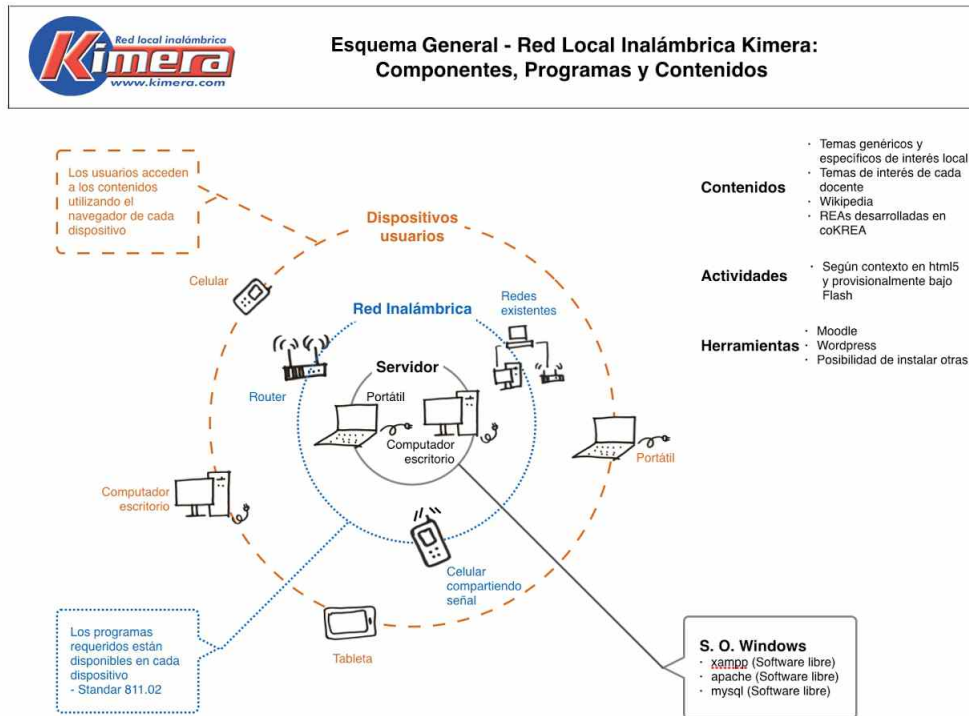 Red local inalámbrica
Kimera
www.kimera.com
Esquema General - Red Local Inalámbrica Kimera:
Componentes, Programas y Contenidos
Los usuarios acceden
a los contenidos
utilizando el
navegador de cada
dispositivo
Dispositivos
usuarios
Celular
Red Inalámbrica
Redes
existentes
Servidor
Router
Portátil
Computador
escritorio
Portátil
Computador
escritorio
Celular
compartiendo
señal
Tableta
Los programas
requeridos están
disponibles en cada
dispositivo
- Standar 811.02
Contenidos
· Temas genéricos y
específicos de interés local
· Temas de interés de cada
docente
· Wikipedia
· REAs desarrolladas en
coKREA
Actividades
· Según contexto en html5
y provisionalmente bajo
Flash
Herramientas
· Moodle
· Wordpress
· Posibilidad de instalar otras
S. O. Windows
· xampp (Software libre)
· apache (Software libre)
· mysql (Software libre)